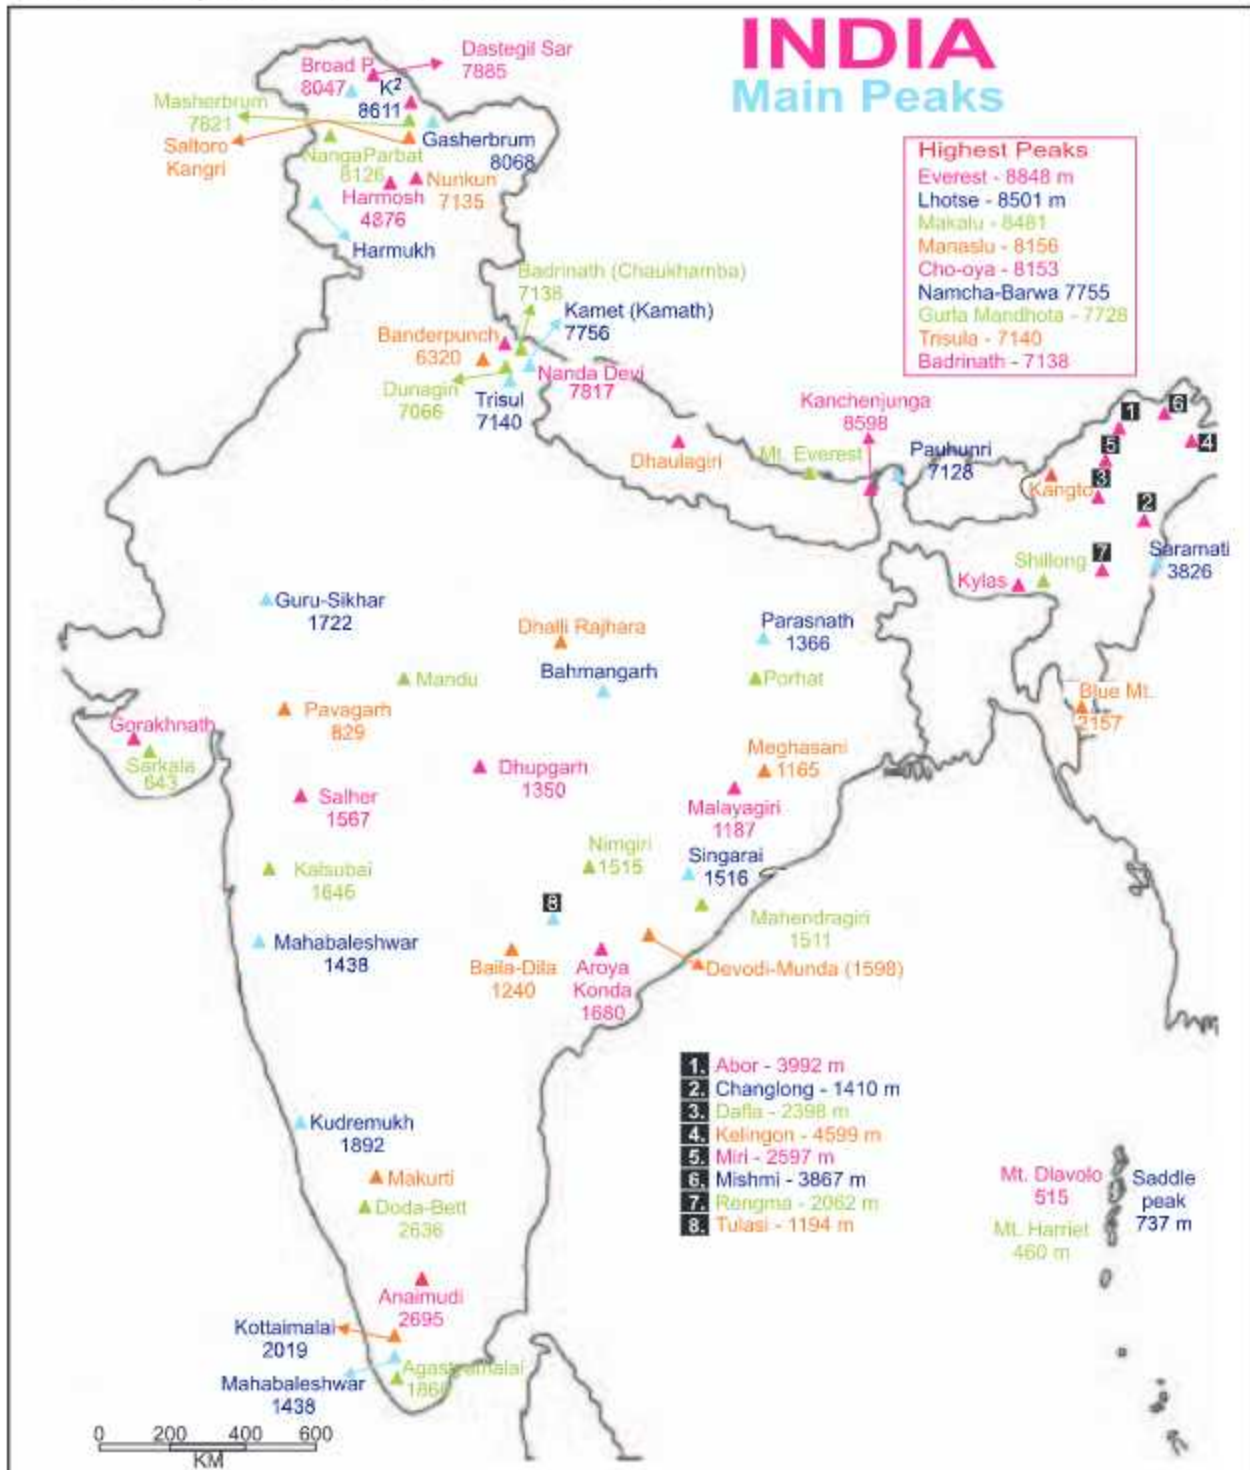 INDIA
Main Peaks
Dastegil Sar
7885
Broad P.
8047
K²
8611
Masherbrum
7821
Saltoro
Kangri
Gasherbrum
8068
NangaParbat
8126
Harmosh
4876
Nunkun
7135
Harmukh
Highest Peaks
Everest - 8848 m
Lhotse - 8501 m
Makalu - 8481
Manaslu - 8156
Cho-oya - 8153
Namcha-Barwa 7755
Gurla Mandhota - 7728
Trisula - 7140
Badrinath - 7138
Badrinath (Chaukhamba)
7138
Kamet (Kamath)
7756
Banderpunch
6320
Nanda Devi
7817
Dunagiri
7066
Trisul
7140
Kanchenjunga
8598
Dhaulagiri
Mt. Everest
Pauhunri
7128
1
6
5
4
3
Kangto
2
7
Shillong
Kylas
Saramati
3826
Guru-Sikhar
1722
Dhalli Rajhara
Parasnath
1366
Mandu
Bahmangarh
Porhat
Blue Mt.
2157
Pavagarh
829
Gorakhnath
Sarkala
643
Dhupgarh
1350
Meghasani
1165
Salher
1567
Malayagiri
1187
Kalsubai
1646
Nimgiri
1515
Singarai
1516
8
Mahendragiri
1511
Mahabaleshwar
1438
Baila-Dila
1240
Aroya
Konda
1680
Devodi-Munda (1598)
1. Abor - 3992 m
2. Changlong - 1410 m
3. Dafla - 2398 m
4. Kelingon - 4599 m
5. Miri - 2597 m
6. Mishmi - 3867 m
7. Rengma - 2062 m
8. Tulasi - 1194 m
Kudremukh
1892
Makurti
Doda-Bett
2636
Mt. Diavolo
515
Saddle
peak
737 m
Mt. Harriet
460 m
Anaimudi
2695
Kottaimalai
2019
Mahabaleshwar
1438
0 200 400 600
KM